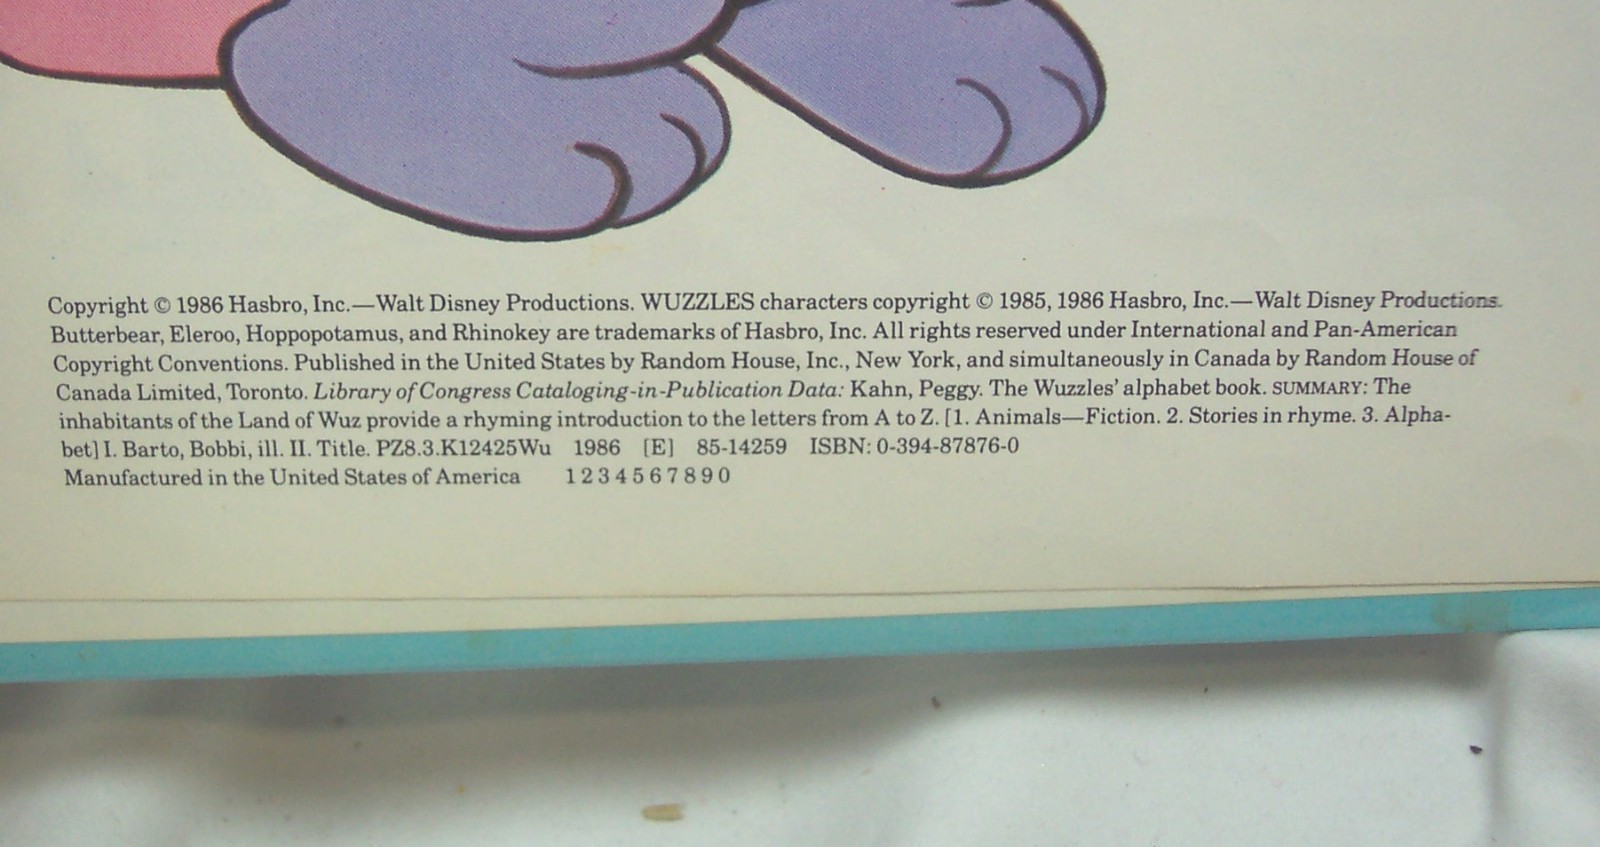 Copyright © 1986 Hasbro, Inc.—Walt Disney Productions. WUZZLES characters copyright © 1985, 1986 Hasbro, Inc.—Walt Disney Productions.
Butterbear, Eleroo, Hoppopotamus, and Rhinokey are trademarks of Hasbro, Inc. All rights reserved under International and Pan-American
Copyright Conventions. Published in the United States by Random House, Inc., New York, and simultaneously in Canada by Random House of
Canada Limited, Toronto. Library of Congress Cataloging-in-Publication Data: Kahn, Peggy. The Wuzzles' alphabet book. SUMMARY: The
inhabitants of the Land of Wuz provide a rhyming introduction to the letters from A to Z. [1. Animals—Fiction. 2. Stories in rhyme. 3. Alpha-
bet] I. Barto, Bobbi, ill. II. Title. PZ8.3.K12425Wu 1986 [E] 85-14259 ISBN: 0-394-87876-0
Manufactured in the United States of America 1 2 3 4 5 6 7 8 9 0